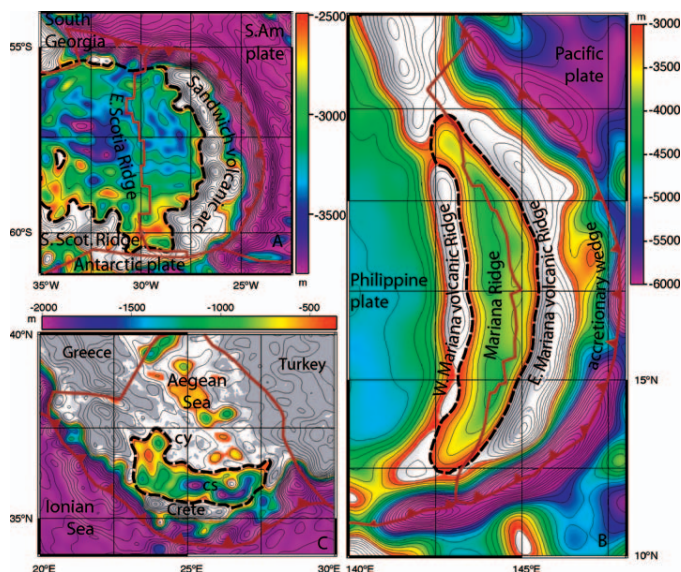 South
Georgia
S.Am
plate
55°S
E.Scotia Ridge
Sandwich volcanic arc
60°S
S. Scot. Ridge
Antarctic plate
A
35°W
30°W
25°W
-2500
-3000
-3500
m
-2000
-1500
-1000
-500
m
40°N
Greece
Turkey
Aegean
Sea
cy
cs
Crete
35°N
Ionian
Sea
C
20°E
25°E
30°E
m
-3000
-3500
-4000
-4500
-5000
-5500
-6000
Pacific
plate
Philippine
plate
W. Mariana volcanic Ridge
Mariana Ridge
E. Mariana volcanic Ridge
accretionary wedge
15°N
B
140°E
145°E
10°N